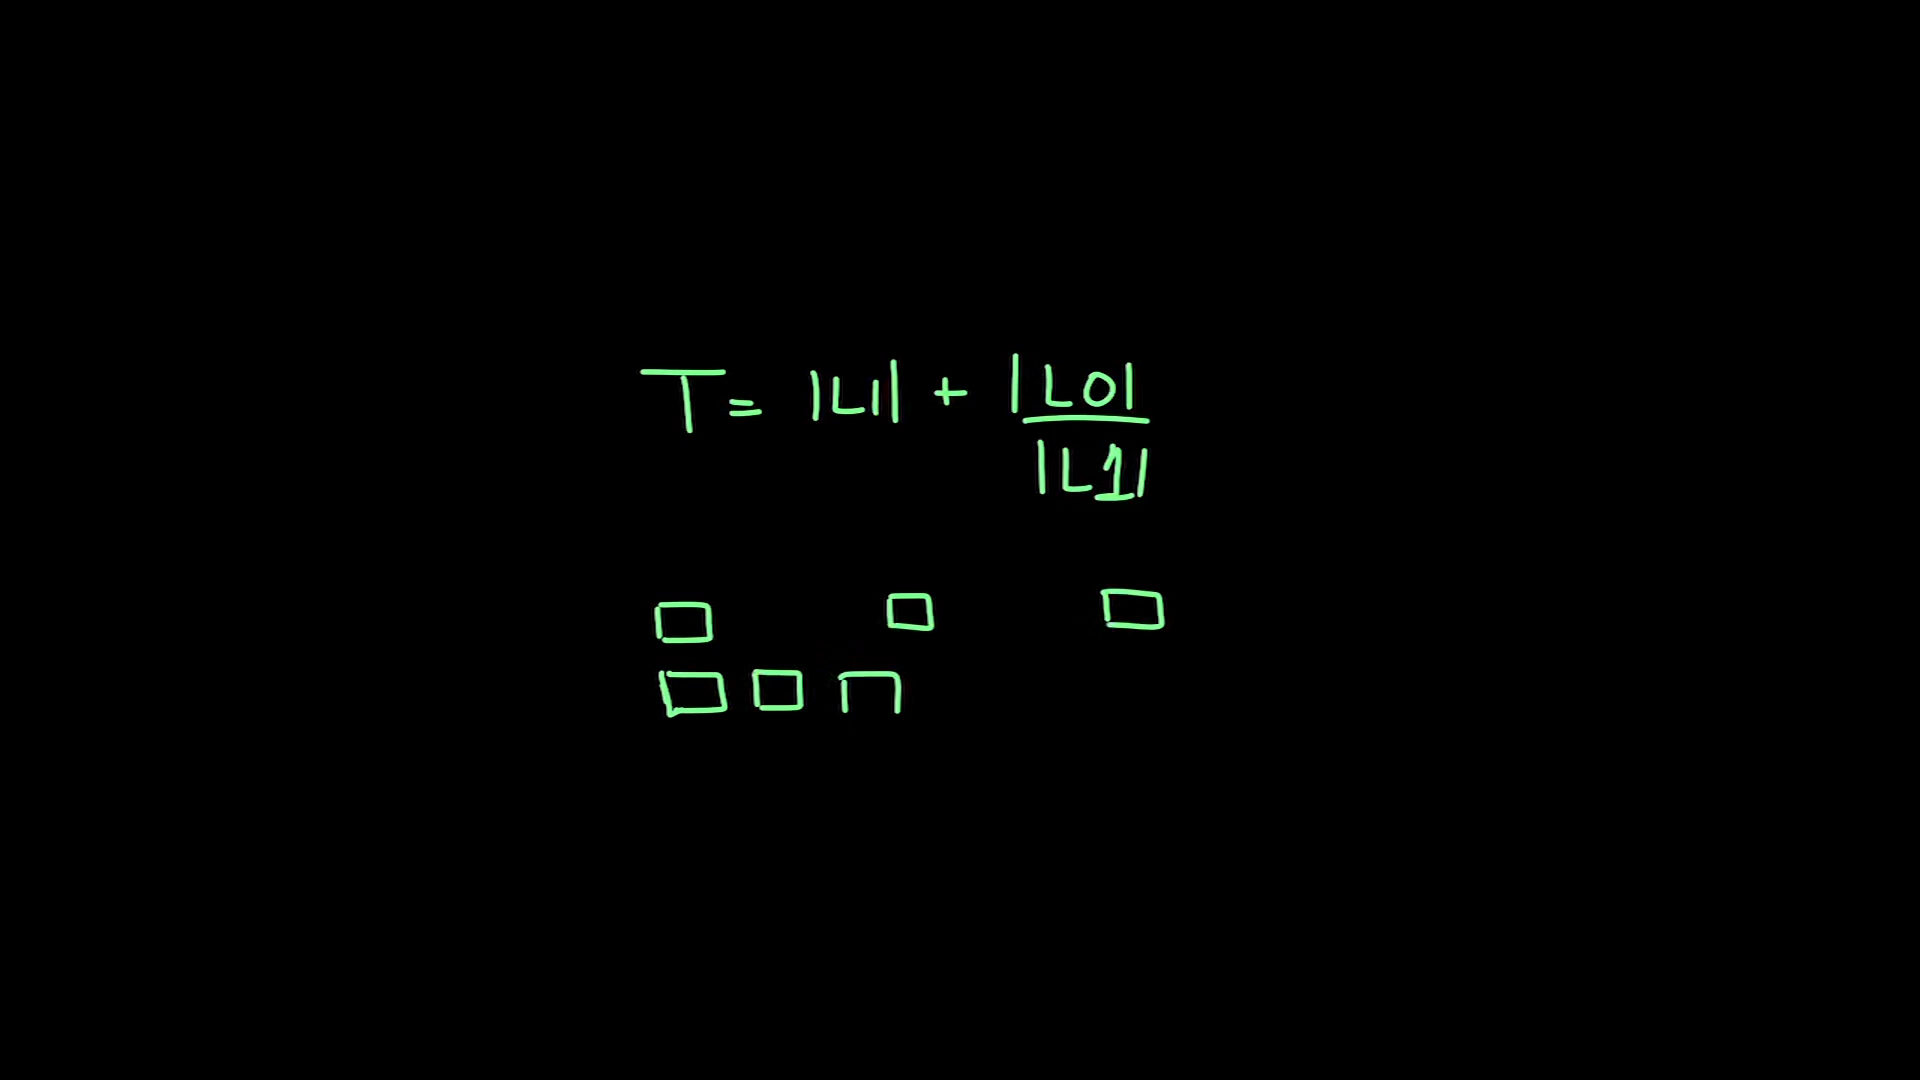 T = |L1| + |L0|
|L1|